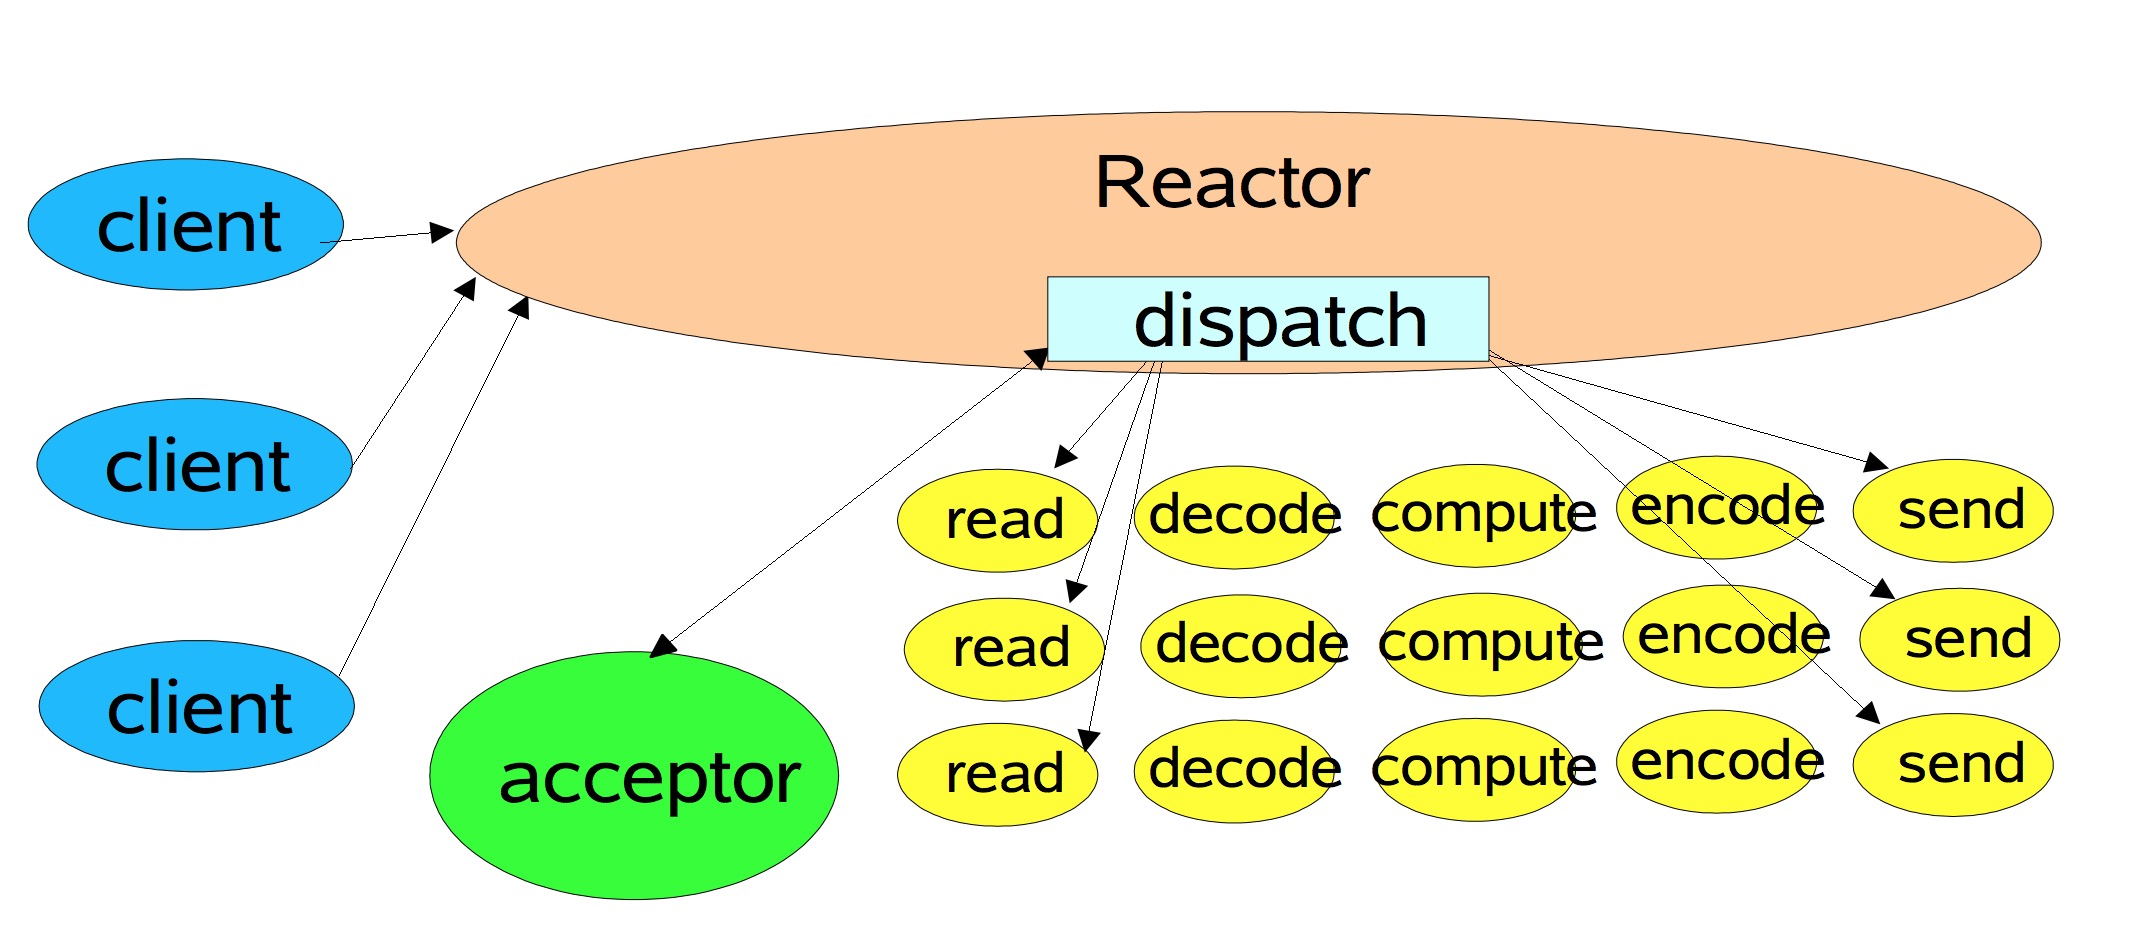 Reactor
client
dispatch
client
read decode compute encode send
read decode compute encode send
client
acceptor
read decode compute encode send